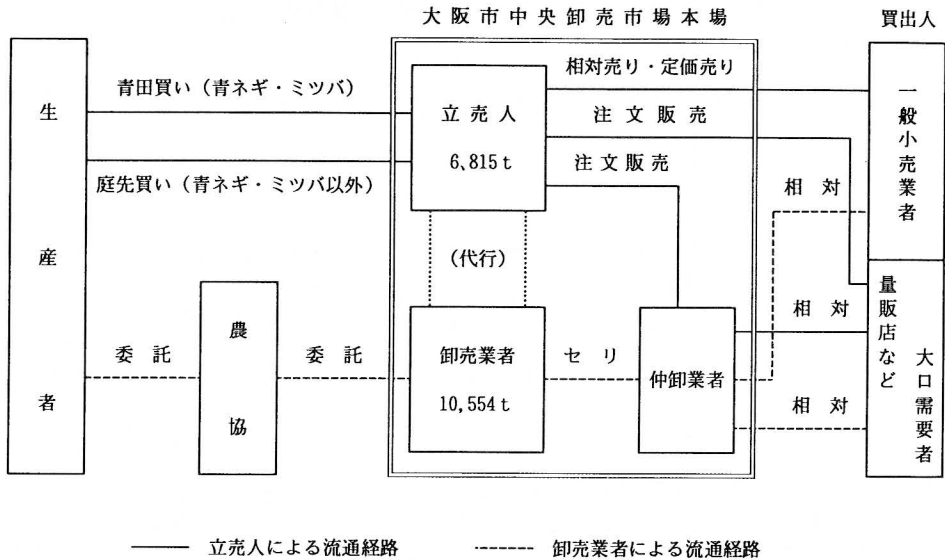 大阪市中央卸売市場本場
買出人
生産者
青田買い（青ネギ・ミツバ）
庭先買い（青ネギ・ミツバ以外）
立売人
6,815t
相対売り・定価売り
注文販売
注文販売
一般小売業者
相対
（代行）
農協
委託
委託
卸売業者
10,554t
セリ
仲卸業者
相対
相対
量販店など
大口需要者
立売人による流通経路
卸売業者による流通経路